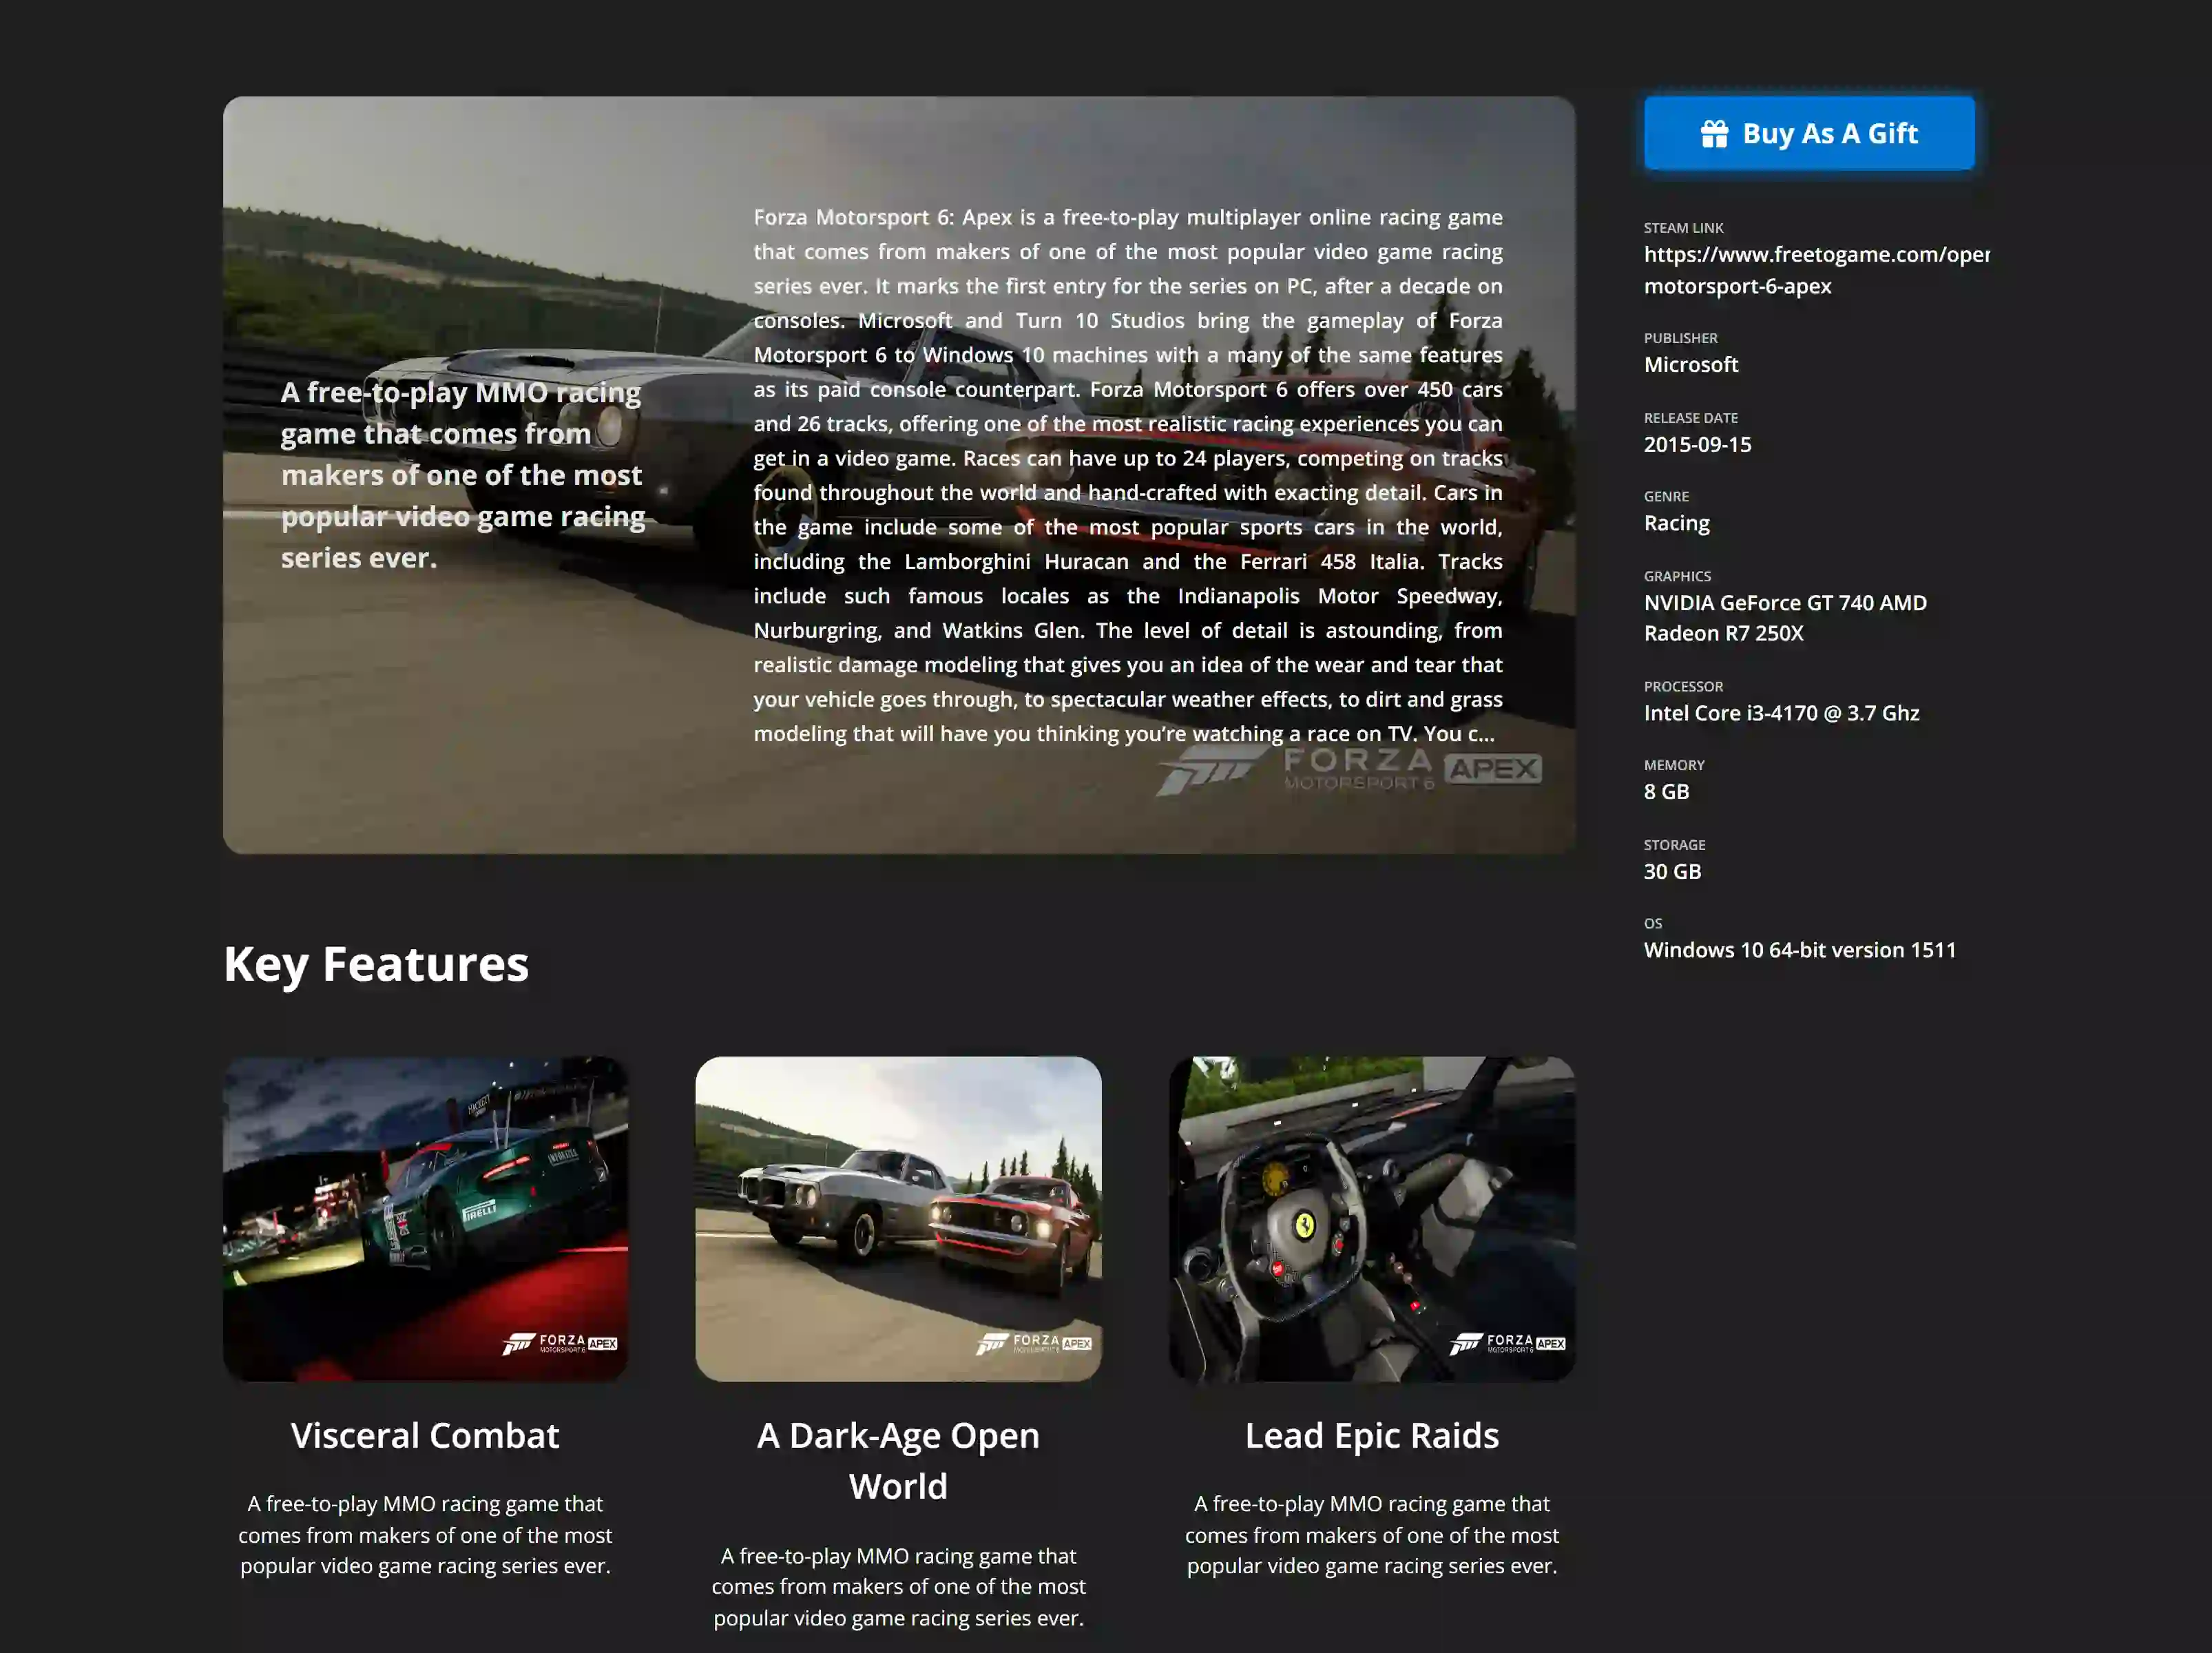 A free-to-play MMO racing
game that comes from
makers of one of the most
popular video game racing
series ever.
Forza Motorsport 6: Apex is a free-to-play multiplayer online racing game
that comes from makers of one of the most popular video game racing
series ever. It marks the first entry for the series on PC, after a decade on
consoles. Microsoft and Turn 10 Studios bring the gameplay of Forza
Motorsport 6 to Windows 10 machines with a many of the same features
as its paid console counterpart. Forza Motorsport 6 offers over 450 cars
and 26 tracks, offering one of the most realistic racing experiences you can
get in a video game. Races can have up to 24 players, competing on tracks
found throughout the world and hand-crafted with exacting detail. Cars in
the game include some of the most popular sports cars in the world,
including the Lamborghini Huracan and the Ferrari 458 Italia. Tracks
include such famous locales as the Indianapolis Motor Speedway,
Nurburgring, and Watkins Glen. The level of detail is astounding, from
realistic damage modeling that gives you an idea of the wear and tear that
your vehicle goes through, to spectacular weather effects, to dirt and grass
modeling that will have you thinking you’re watching a race on TV. You c...
FORZA
MOTORSPORT 6 APEX
Buy As A Gift
STEAM LINK
https://www.freetogame.com/oper
motorsport-6-apex
PUBLISHER
Microsoft
RELEASE DATE
2015-09-15
GENRE
Racing
GRAPHICS
NVIDIA GeForce GT 740 AMD
Radeon R7 250X
PROCESSOR
Intel Core i3-4170 @ 3.7 Ghz
MEMORY
8 GB
STORAGE
30 GB
OS
Windows 10 64-bit version 1511
Key Features
PIRELLI
FORZA
MOTORSPORT 6 APEX
Visceral Combat
A free-to-play MMO racing game that
comes from makers of one of the most
popular video game racing series ever.
FORZA
MOTORSPORT 6 APEX
A Dark-Age Open
World
A free-to-play MMO racing game that
comes from makers of one of the most
popular video game racing series ever.
FORZA
MOTORSPORT 6 APEX
Lead Epic Raids
A free-to-play MMO racing game that
comes from makers of one of the most
popular video game racing series ever.